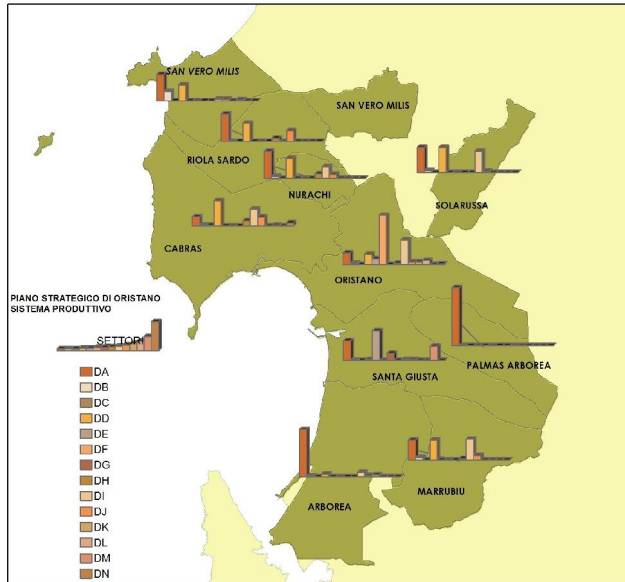 SAN VERO MILIS
SAN VERO MILIS
RIOLA SARDO
NURACHI
SOLARUSSA
CABRAS
ORISTANO
PIANO STRATEGICO DI ORISTANO
SISTEMA PRODUTTIVO
SETTORI
PALMAS ARBOREA
SANTA GIUSTA
DA
DB
DC
DD
DE
DF
DG
DH
DI
DJ
DK
DL
DM
DN
MARRUBIU
ARBOREA